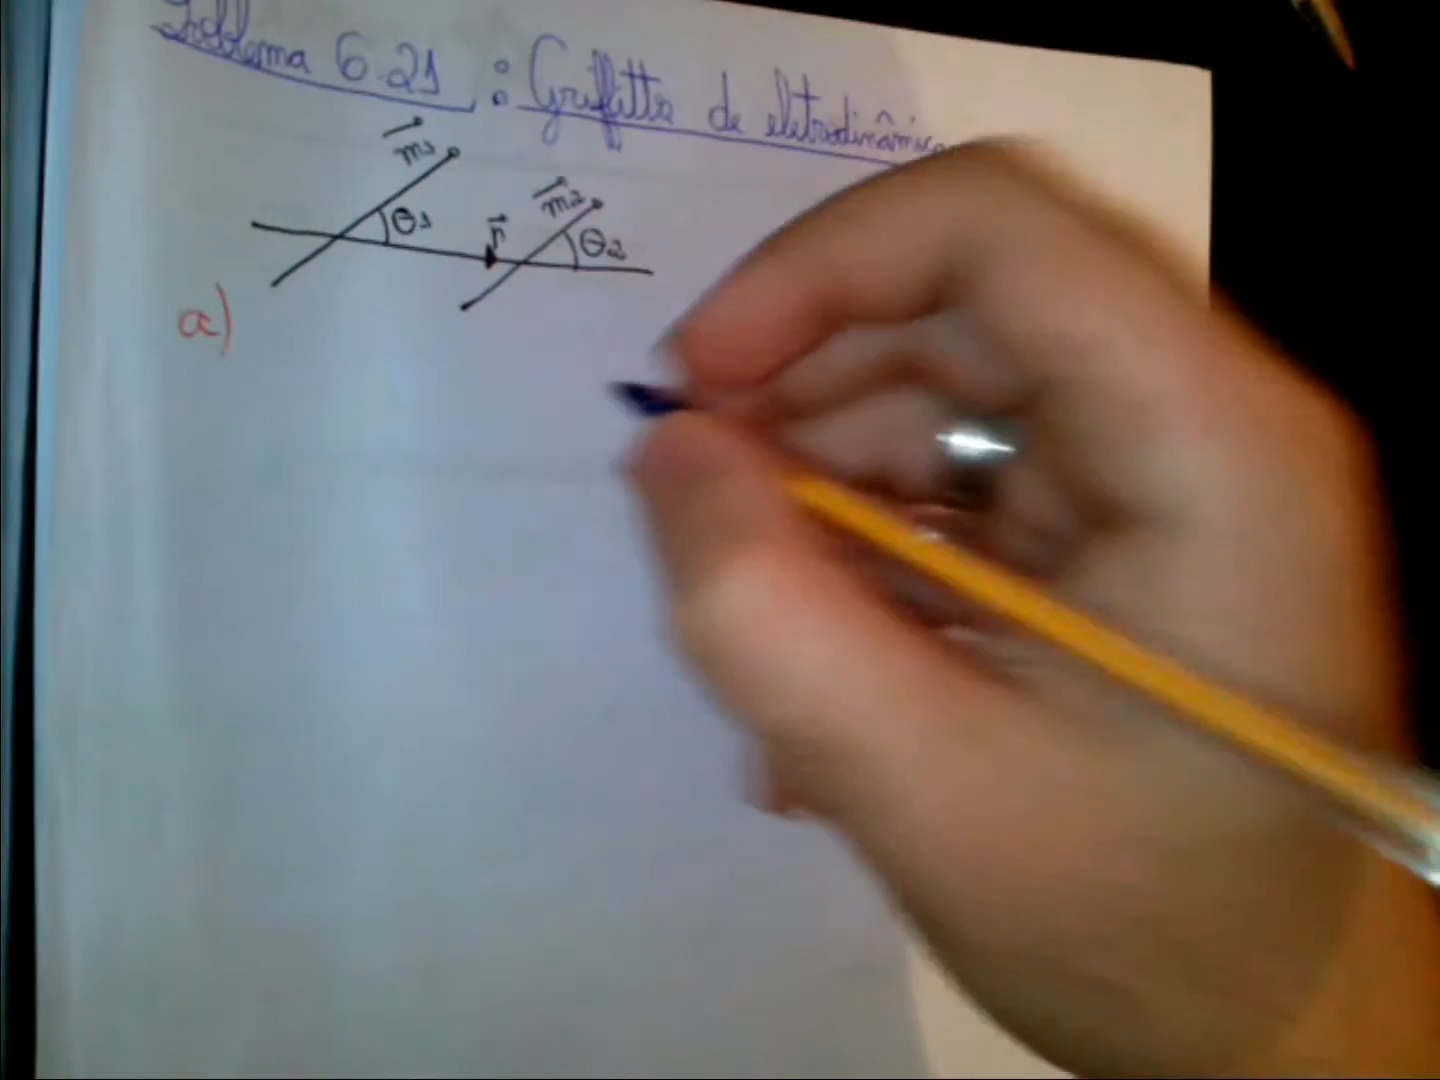 Problema 6.21 : Griffiths de eletrodinâmica
m1
m2
θ1
r
θ2
a)